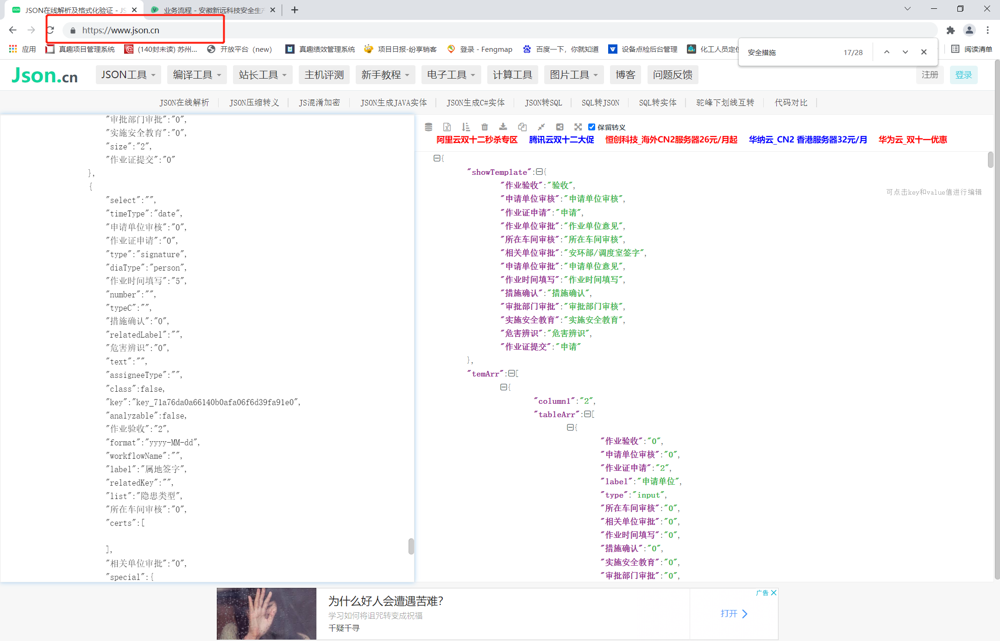 JSON在线解析及格式化验证 - JS
业务流程 - 安徽新远科技安全生产
https://www.json.cn
应用
真趣项目管理系统
(140封未读) 苏州...
开放平台（new）
真趣绩效管理系统
项目日报-纷享销客
登录 - Fengmap
百度一下，你就知道
设备点检后台管理
化工人员定位
阅读清单
安全措施 17/28
Json.cn
JSON工具
编译工具
站长工具
主机评测
新手教程
电子工具
计算工具
图片工具
博客
问题反馈
注册
登录
JSON在线解析
JSON压缩转义
JS混淆加密
JSON生成JAVA实体
JSON生成C#实体
JSON转SQL
SQL转JSON
SQL转实体
驼峰下划线互转
代码对比
"审批部门审批":"0",
"实施安全教育":"0",
"size":"2",
"作业证提交":"0"
},
{
"select":"",
"timeType":"date",
"申请单位审核":"0",
"作业证申请":"0",
"type":"signature",
"diaType":"person",
"作业时间填写":"5",
"number":"",
"typeC":"",
"措施确认":"0",
"relatedLabel":"",
"危害辨识":"0",
"text":"",
"assigneeType":"",
"class":false,
"key":"key_71a76da0a66140b0afa06f6d39fa91e0",
"analyzable":false,
"作业验收":"2",
"format":"yyyy-MM-dd",
"workflowName":"",
"label":"属地签字",
"relatedKey":"",
"list":"隐患类型",
"所在车间审核":"0",
"certs":[
],
"相关单位审批":"0",
"special":{
保留转义
阿里云双十二秒杀专区
腾讯云双十二大促
恒创科技_海外CN2服务器26元/月起
华纳云_CN2 香港服务器32元/月
华为云_双十一优惠
可点击key和value值进行编辑
{
"showTemplate":{
"作业验收":"验收",
"申请单位审核":"申请单位审核",
"作业证申请":"申请",
"作业单位审批":"作业单位意见",
"所在车间审核":"所在车间审核",
"相关单位审批":"安环部/调度室签字",
"申请单位审批":"申请单位意见",
"作业时间填写":"作业时间填写",
"措施确认":"措施确认",
"审批部门审批":"审批部门审核",
"实施安全教育":"实施安全教育",
"危害辨识":"危害辨识",
"作业证提交":"申请"
},
"temArr":[
{
"column1":"2",
"tableArr":[
{
"作业验收":"0",
"申请单位审核":"0",
"作业证申请":"2",
"label":"申请单位",
"type":"input",
"所在车间审核":"0",
"相关单位审批":"0",
"作业时间填写":"0",
"措施确认":"0",
"实施安全教育":"0",
"审批部门审批":"0",
为什么好人会遭遇苦难?
学习如何将诅咒转变成祝福
千疑千寻
广告
打开